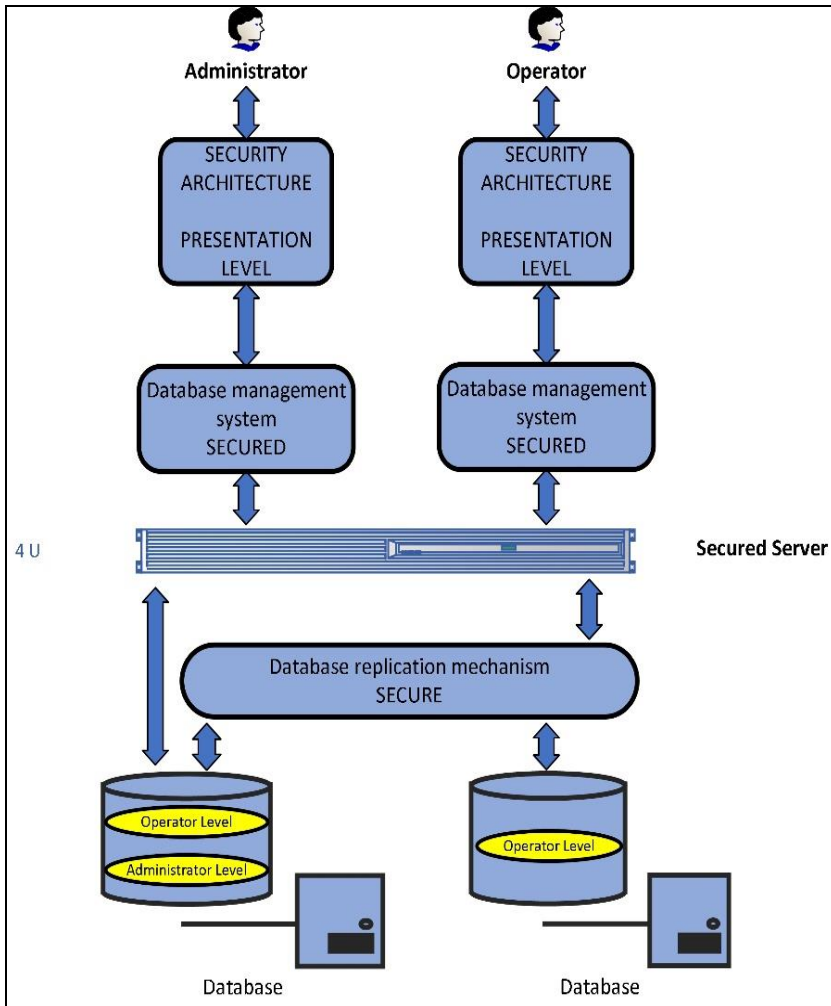 Administrator
Operator
SECURITY
ARCHITECTURE
PRESENTATION
LEVEL
SECURITY
ARCHITECTURE
PRESENTATION
LEVEL
Database management
system
SECURED
Database management
system
SECURED
4 U
Secured Server
Database replication mechanism
SECURE
Operator Level
Administrator Level
Operator Level
Database
Database